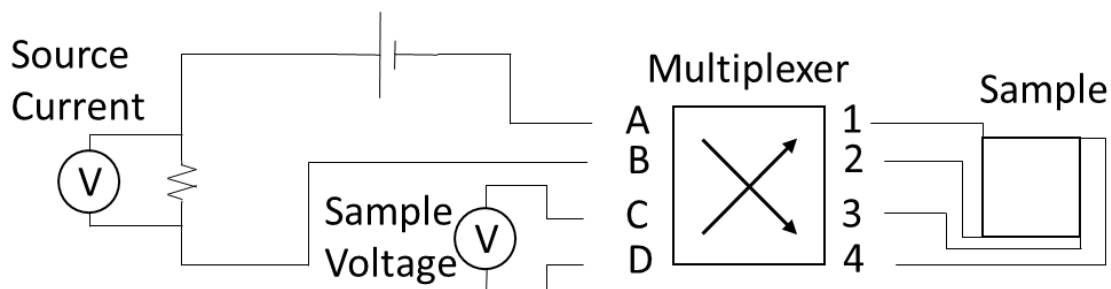 Source
Current
V
Sample
Voltage
V
Multiplexer
A
B
C
D
1
2
3
4
Sample